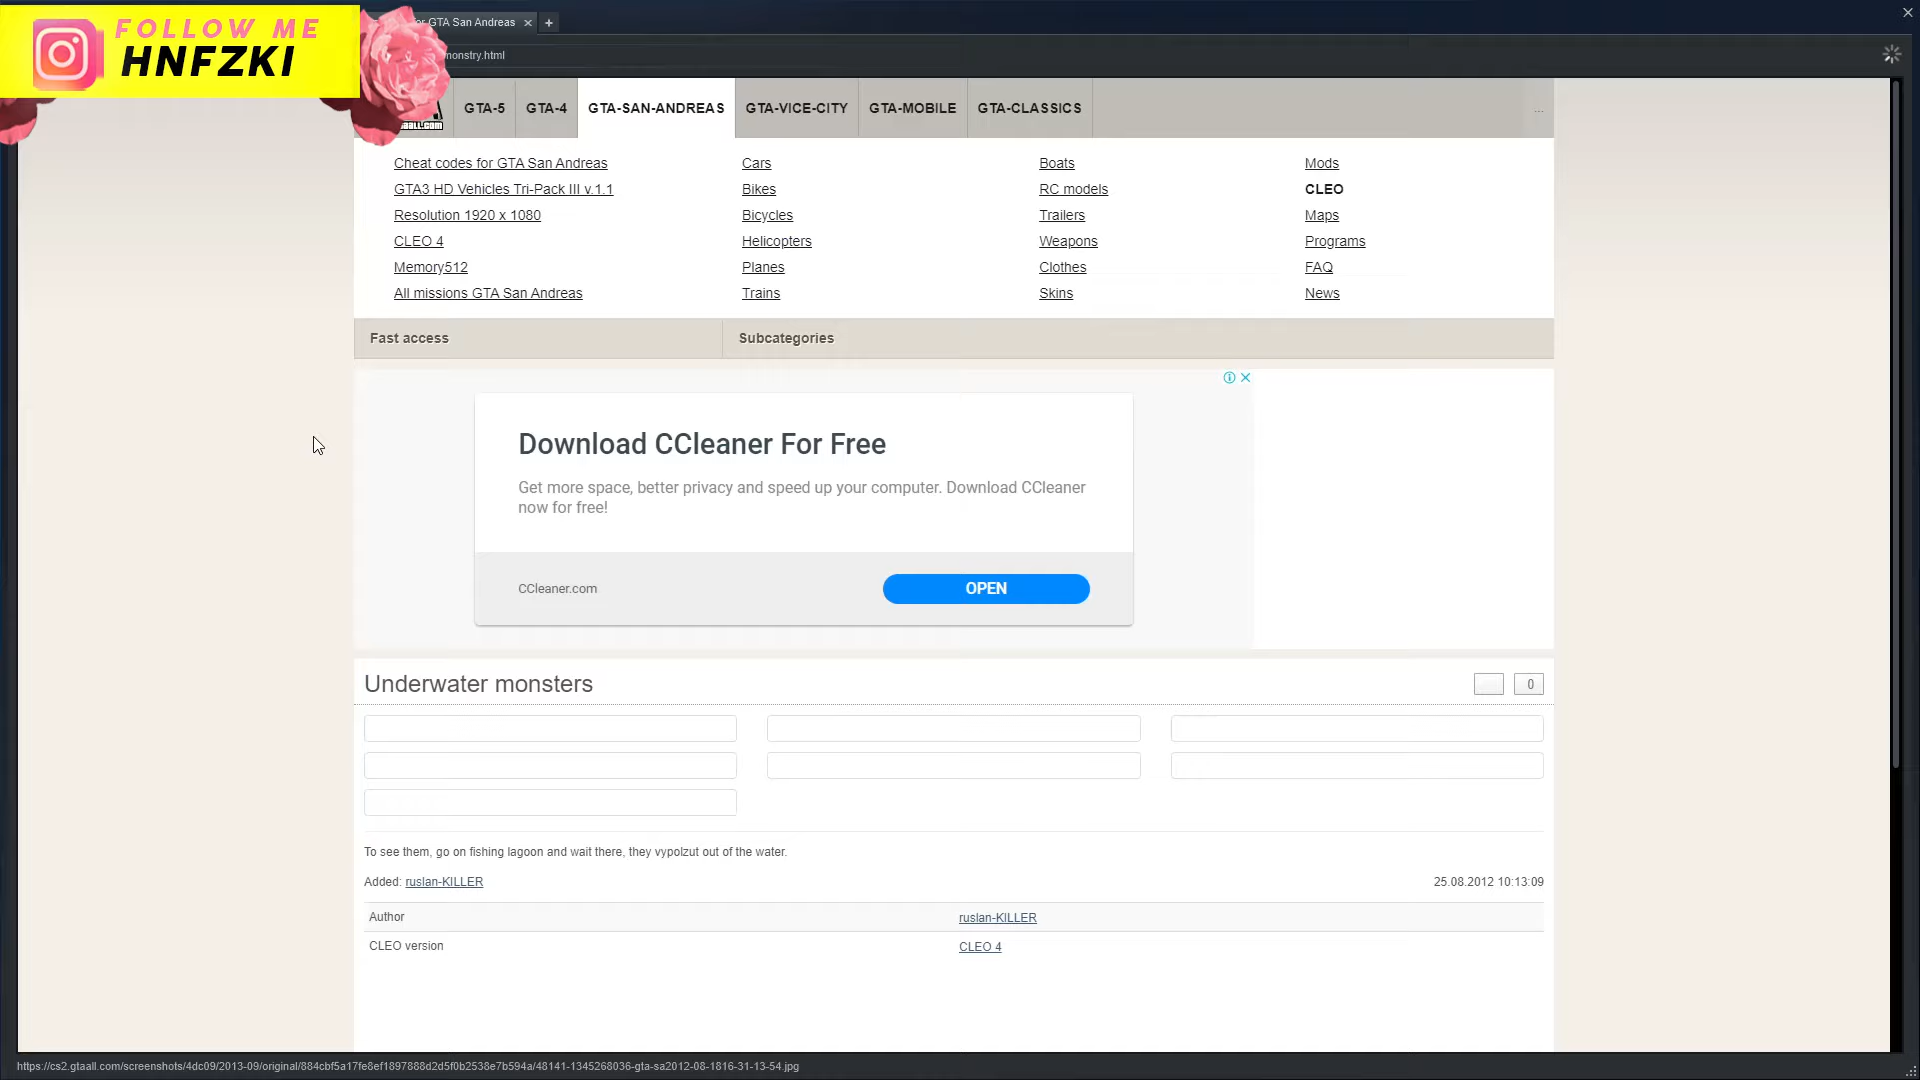 FOLLOW ME
HNFZKI
for GTA San Andreas
monstry.html
GTA-5
GTA-4
GTA-SAN-ANDREAS
GTA-VICE-CITY
GTA-MOBILE
GTA-CLASSICS
...
Cheat codes for GTA San Andreas
GTA3 HD Vehicles Tri-Pack III v.1.1
Resolution 1920 x 1080
CLEO 4
Memory512
All missions GTA San Andreas
Cars
Bikes
Bicycles
Helicopters
Planes
Trains
Boats
RC models
Trailers
Weapons
Clothes
Skins
Mods
CLEO
Maps
Programs
FAQ
News
Fast access
Subcategories
Download CCleaner For Free
Get more space, better privacy and speed up your computer. Download CCleaner
now for free!
CCleaner.com
OPEN
Underwater monsters
0
To see them, go on fishing lagoon and wait there, they vypolzut out of the water.
Added: ruslan-KILLER
25.08.2012 10:13:09
Author
ruslan-KILLER
CLEO version
CLEO 4
https://cs2.gtaall.com/screenshots/4dc09/2013-09/original/884cbf5a17fe8ef1897888d2d5f0b2538e7b594a/48141-1345268036-gta-sa2012-08-1816-31-13-54.jpg